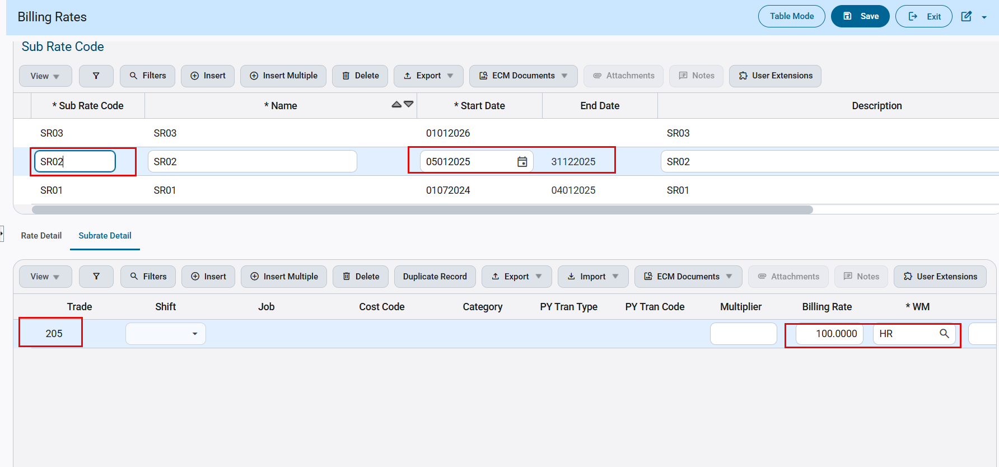 Billing Rates
Table Mode Save Exit
Sub Rate Code
View Filters Insert Insert Multiple Delete Export ECM Documents Attachments Notes User Extensions
* Sub Rate Code * Name * Start Date End Date Description
SR03 SR03 01012026 SR03
SR02 SR02 05012025 31122025 SR02
SR01 SR01 01072024 04012025 SR01
Rate Detail Subrate Detail
View Filters Insert Insert Multiple Delete Duplicate Record Export Import ECM Documents Attachments Notes User Extensions
Trade Shift Job Cost Code Category PY Tran Type PY Tran Code Multiplier Billing Rate * WM
205 100.0000 HR